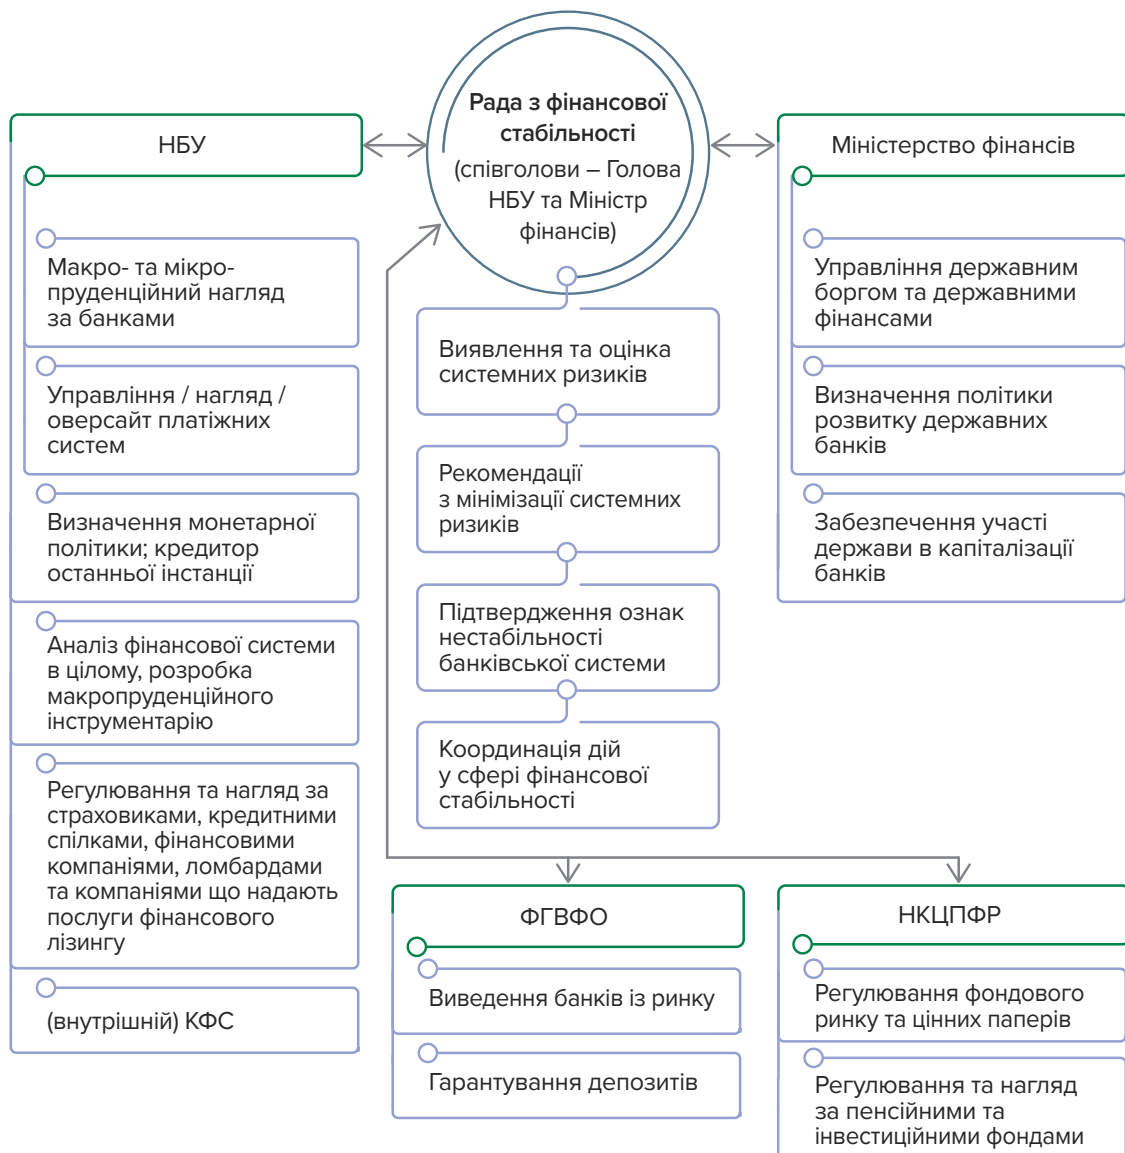 Рада з фінансової
стабільності
(співголови – Голова
НБУ та Міністр
фінансів)
НБУ
Макро- та мікро-
пруденційний нагляд
за банками
Управління / нагляд /
оверсайт платіжних
систем
Визначення монетарної
політики; кредитор
останньої інстанції
Аналіз фінансової системи
в цілому, розробка
макропруденційного
інструментарію
Регулювання та нагляд за
страховиками, кредитними
спілками, фінансовими
компаніями, ломбардами
та компаніями що надають
послуги фінансового
лізингу
(внутрішній) КФС
Виявлення та оцінка
системних ризиків
Рекомендації
з мінімізації системних
ризиків
Підтвердження ознак
нестабільності
банківської системи
Координація дій
у сфері фінансової
стабільності
Міністерство фінансів
Управління державним
боргом та державними
фінансами
Визначення політики
розвитку державних
банків
Забезпечення участі
держави в капіталізації
банків
ФГВФО
Виведення банків із ринку
Гарантування депозитів
НКЦПФР
Регулювання фондового
ринку та цінних паперів
Регулювання та нагляд
за пенсійними та
інвестиційними фондами